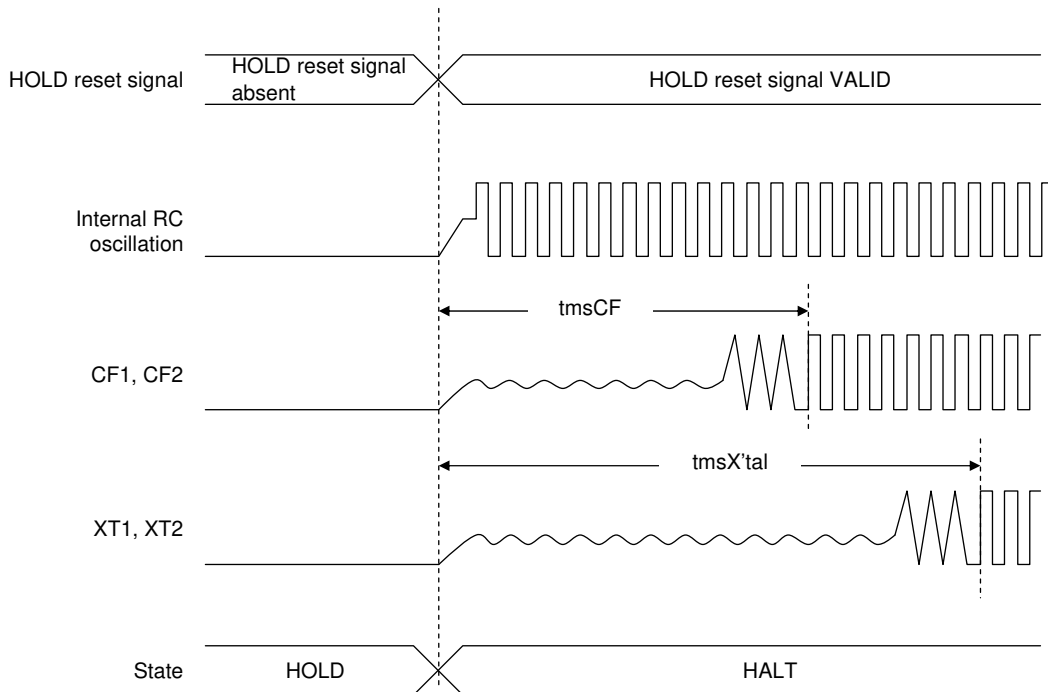 HOLD reset signal
HOLD reset signal
absent
HOLD reset signal VALID
Internal RC
oscillation
tmsCF
CF1, CF2
tmsX'tal
XT1, XT2
State
HOLD
HALT